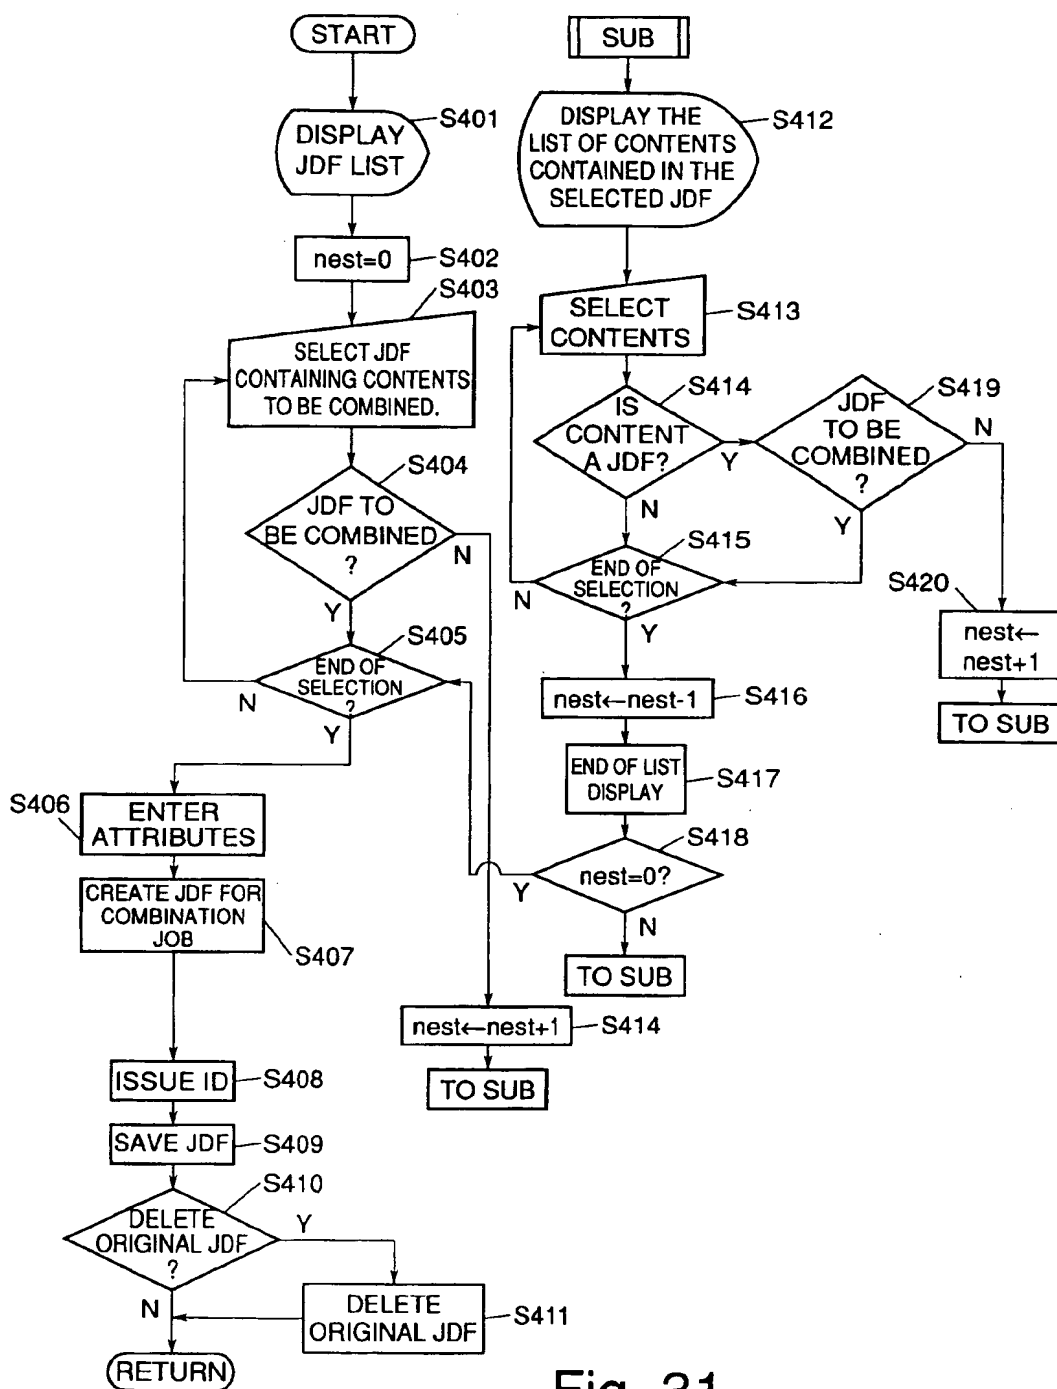 START
S401
DISPLAY
JDF LIST
nest=0
S402
S403
SELECT JDF
CONTAINING CONTENTS
TO BE COMBINED.
S404
JDF TO
BE COMBINED
?
N
Y
S405
END OF
SELECTION
?
N
Y
S406
ENTER
ATTRIBUTES
CREATE JDF FOR
COMBINATION
JOB
S407
ISSUE ID
S408
SAVE JDF
S409
S410
DELETE
ORIGINAL JDF
?
Y
N
DELETE
ORIGINAL JDF
S411
RETURN
nest←nest+1
S414
TO SUB
SUB
S412
DISPLAY THE
LIST OF CONTENTS
CONTAINED IN THE
SELECTED JDF
SELECT
CONTENTS
S413
S414
IS
CONTENT
A JDF?
Y
N
S419
JDF
TO BE
COMBINED
?
N
Y
S415
END OF
SELECTION
?
N
Y
S420
nest←
nest+1
TO SUB
nest←nest-1
S416
END OF LIST
DISPLAY
S417
S418
nest=0?
Y
N
TO SUB